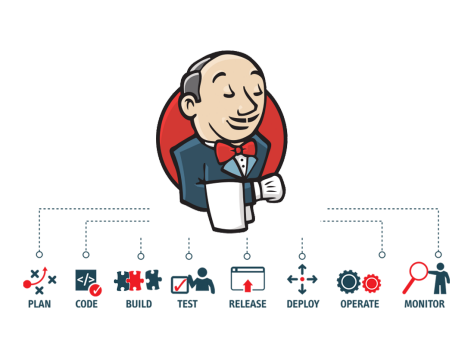 PLAN CODE BUILD TEST RELEASE DEPLOY OPERATE MONITOR